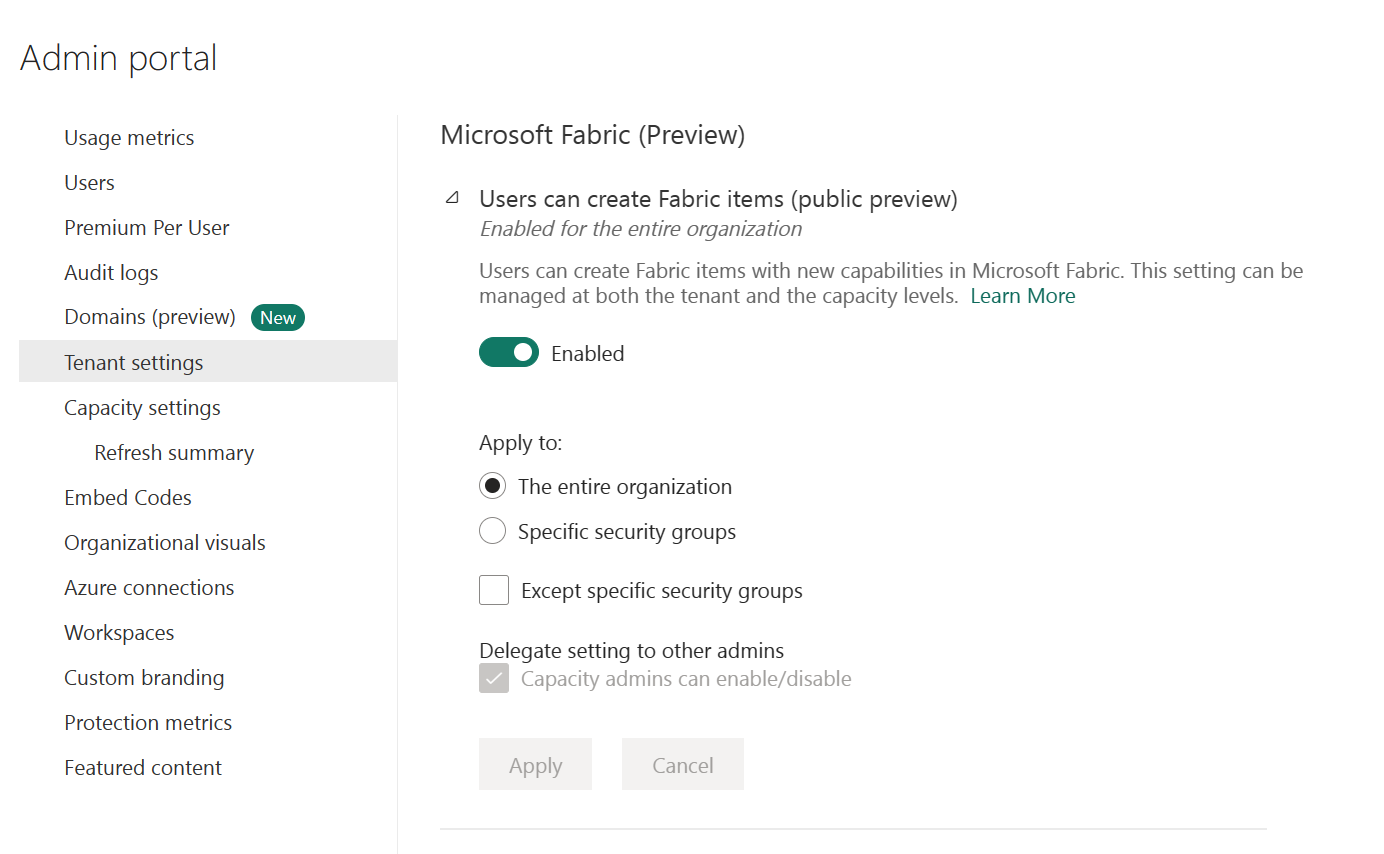 Admin portal
Usage metrics
Users
Premium Per User
Audit logs
Domains (preview) New
Tenant settings
Capacity settings
Refresh summary
Embed Codes
Organizational visuals
Azure connections
Workspaces
Custom branding
Protection metrics
Featured content
Microsoft Fabric (Preview)
Users can create Fabric items (public preview)
Enabled for the entire organization
Users can create Fabric items with new capabilities in Microsoft Fabric. This setting can be
managed at both the tenant and the capacity levels. Learn More
Enabled
Apply to:
The entire organization
Specific security groups
Except specific security groups
Delegate setting to other admins
Capacity admins can enable/disable
Apply Cancel